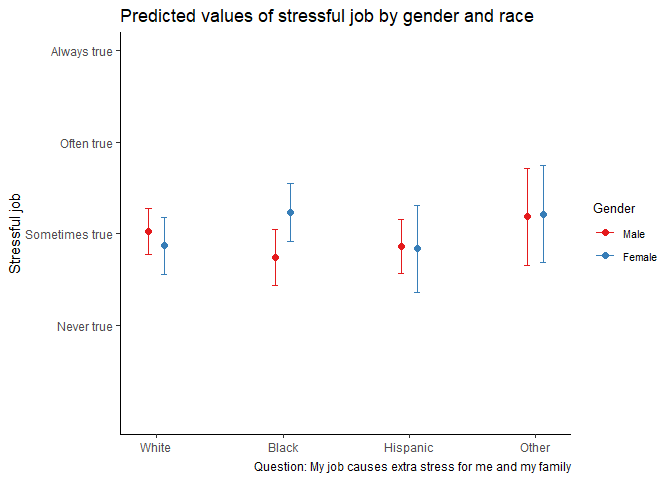 Predicted values of stressful job by gender and race
Stressful job
Always true
Often true
Sometimes true
Never true
White
Black
Hispanic
Other
Gender
Male
Female
Question: My job causes extra stress for me and my family